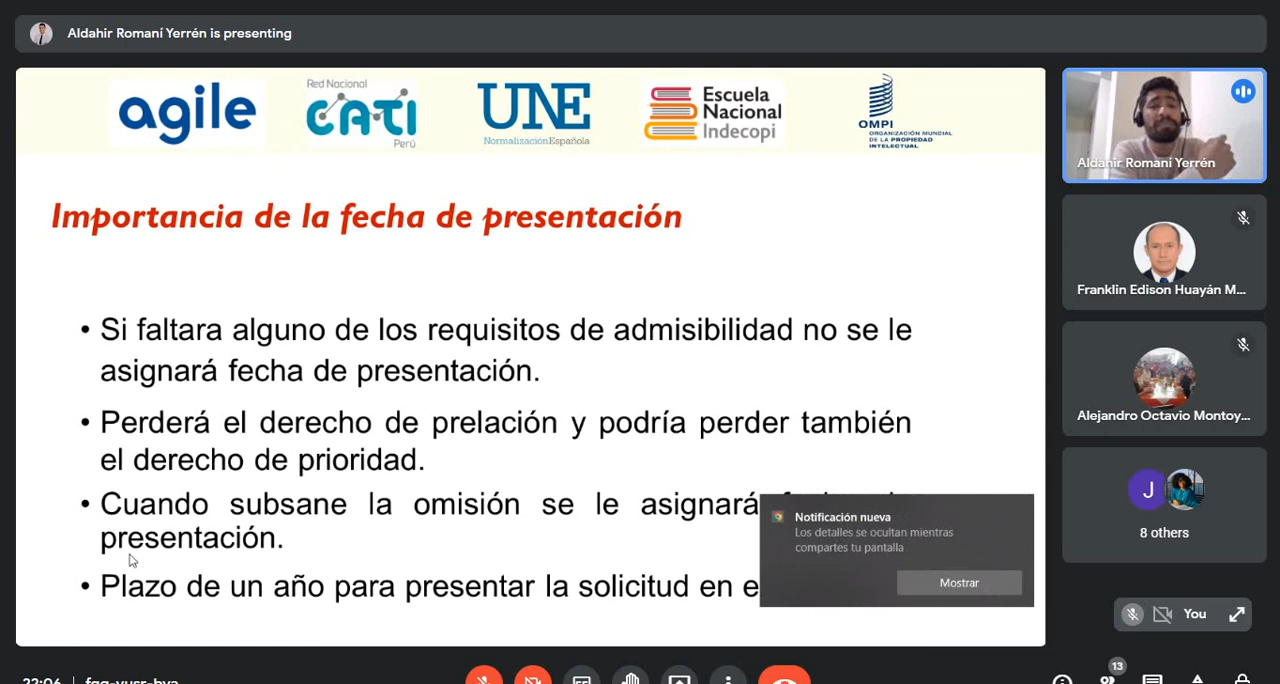 Aldahir Romaní Yerrén is presenting
agile
Red Nacional
CATI
Perú
UNE
NormalizaciónEspañola
Escuela
Nacional
Indecopi
OMPI
ORGANIZACIÓN MUNDIAL
DE LA PROPIEDAD
INTELECTUAL
Importancia de la fecha de presentación
• Si faltara alguno de los requisitos de admisibilidad no se le
asignará fecha de presentación.
• Perderá el derecho de prelación y podría perder también
el derecho de prioridad.
• Cuando subsane la omisión se le asignará
presentación.
• Plazo de un año para presentar la solicitud en e
Notificación nueva
Los detalles se ocultan mientras
compartes tu pantalla
Mostrar
Aldahir Romaní Yerrén
Franklin Edison Huayán M...
Alejandro Octavio Montoy...
J
8 others
You
13
22:06